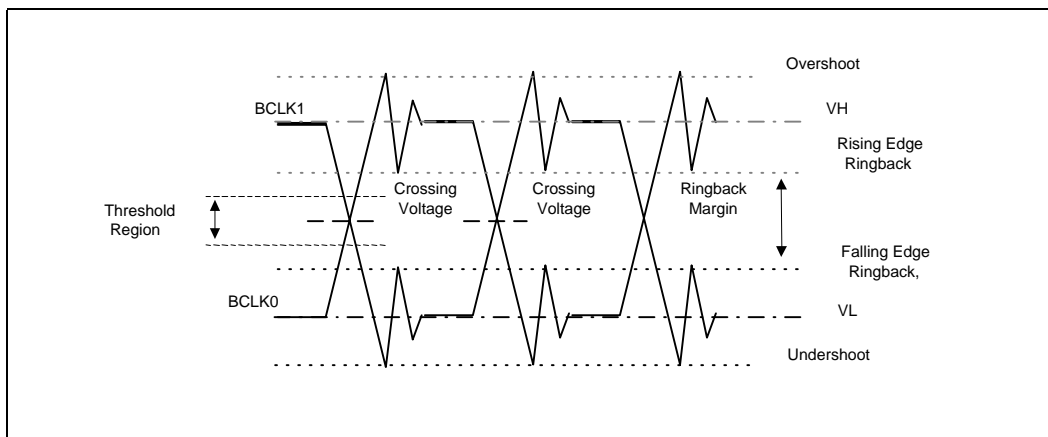 Overshoot
BCLK1
VH
Rising Edge
Ringback
Crossing
Voltage
Crossing
Voltage
Ringback
Margin
Threshold
Region
Falling Edge
Ringback,
BCLK0
VL
Undershoot